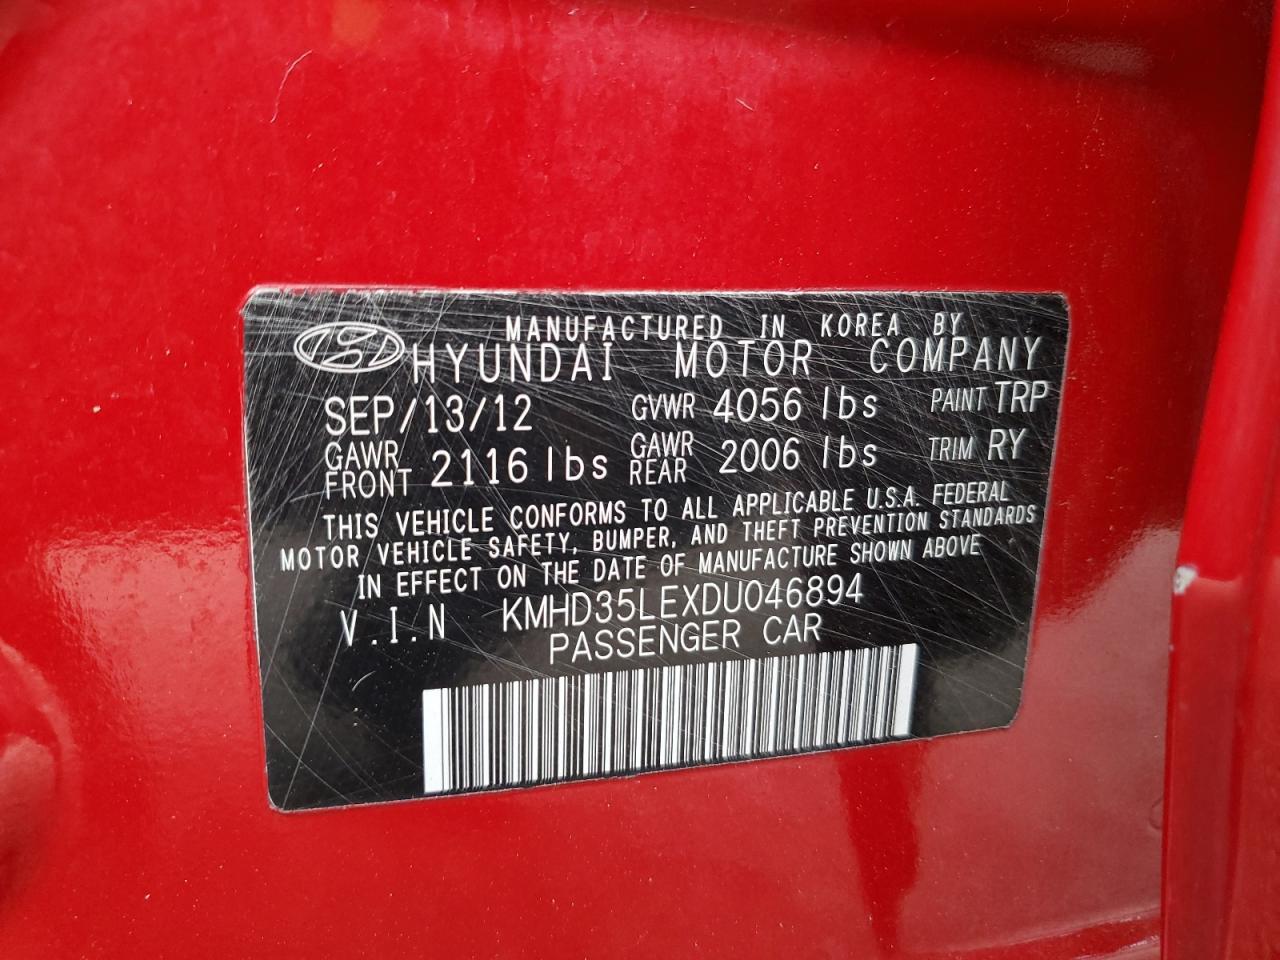 MANUFACTURED IN KOREA BY
HYUNDAI MOTOR COMPANY
SEP/13/12 GVWR 4056 lbs PAINT TRP
GAWR FRONT 2116 lbs GAWR REAR 2006 lbs TRIM RY
THIS VEHICLE CONFORMS TO ALL APPLICABLE U.S.A. FEDERAL
MOTOR VEHICLE SAFETY, BUMPER, AND THEFT PREVENTION STANDARDS
IN EFFECT ON THE DATE OF MANUFACTURE SHOWN ABOVE
V.I.N KMHD35LEXDU046894
PASSENGER CAR